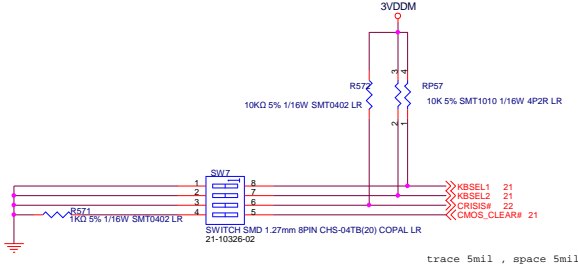 3VDDM
R572
3 4
RP57
10KΩ 5% 1/16W SMT0402 LR
10K 5% SMT1010 1/16W 4P2R LR
2 1
SW7
1 8
KBSEL1 21
2 7
KBSEL2 21
3 6
CRISIS# 22
R571
4 5
CMOS_CLEAR# 21
1KΩ 5% 1/16W SMT0402 LR
SWITCH SMD 1.27mm 8PIN CHS-04TB(20) COPAL LR
21-10326-02
trace 5mil , space 5mil